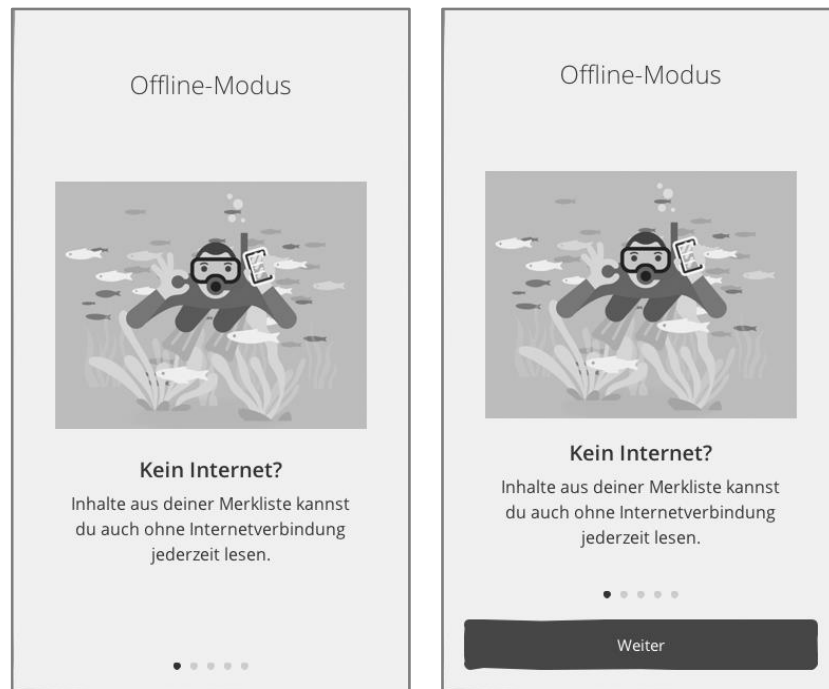 Offline-Modus
Kein Internet?
Inhalte aus deiner Merkliste kannst
du auch ohne Internetverbindung
jederzeit lesen.
Offline-Modus
Kein Internet?
Inhalte aus deiner Merkliste kannst
du auch ohne Internetverbindung
jederzeit lesen.
Weiter